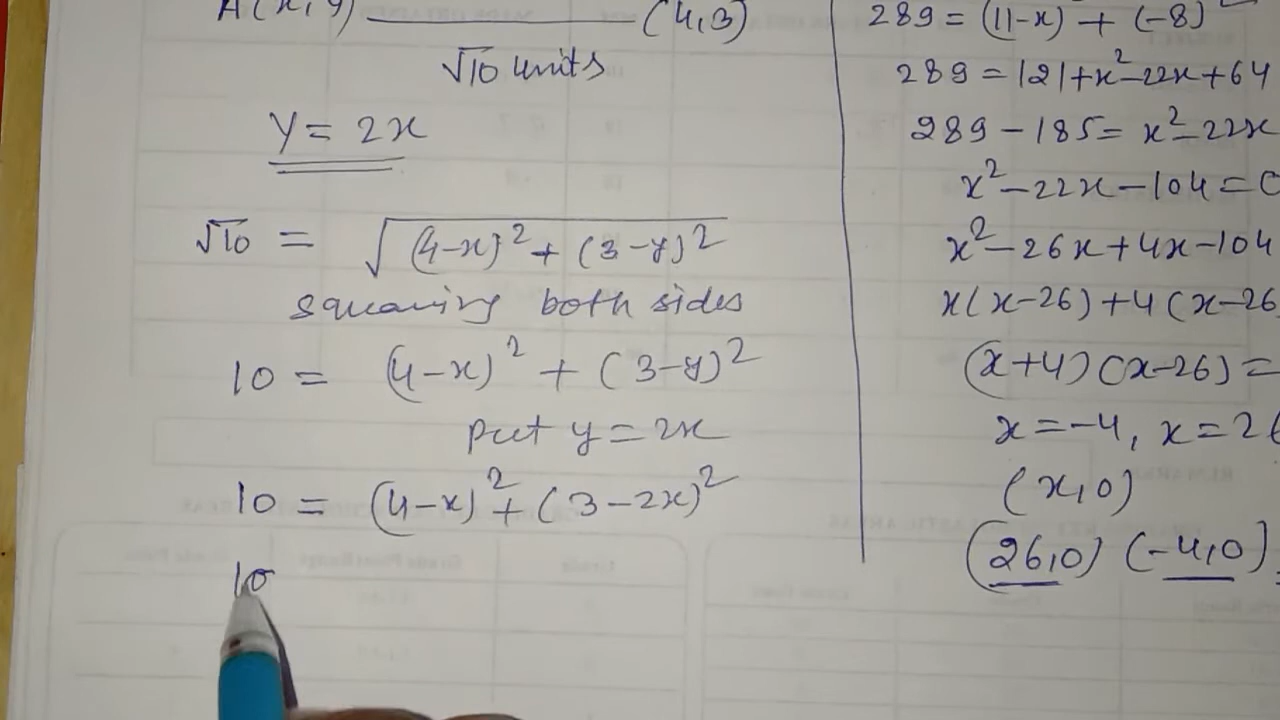 A(x,y) (4,3)
√10 units
y = 2x
√10 = √(4-x)² + (3-y)²
squaring both sides
10 = (4-x)² + (3-y)²
put y = 2x
10 = (4-x)² + (3-2x)²
10
289 = (11-x)² + (-8)²
289 = 121+x²-22x+64
289 - 185 = x²-22x
x²-22x-104 = 0
x²-26x+4x-104
x(x-26)+4(x-26
(x+4)(x-26) =
x = -4, x = 26
(x,0)
(26,0) (-4,0)